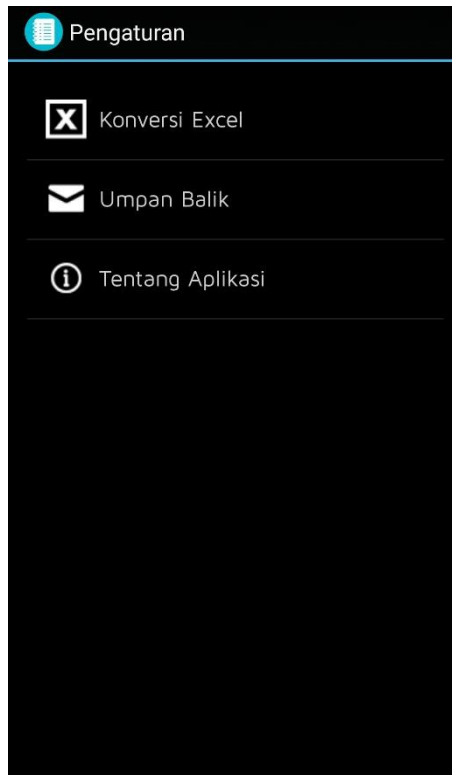 Pengaturan
Konversi Excel
Umpan Balik
Tentang Aplikasi